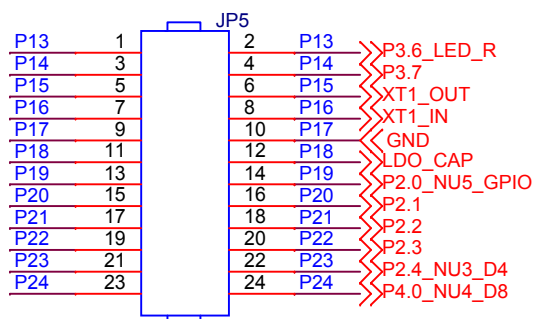 JP5
P13 1 2 P13 P3.6_LED_R
P14 3 4 P14 P3.7
P15 5 6 P15 XT1_OUT
P16 7 8 P16 XT1_IN
P17 9 10 P17 GND
P18 11 12 P18 LDO_CAP
P19 13 14 P19 P2.0_NU5_GPIO
P20 15 16 P20 P2.1
P21 17 18 P21 P2.2
P22 19 20 P22 P2.3
P23 21 22 P23 P2.4_NU3_D4
P24 23 24 P24 P4.0_NU4_D8